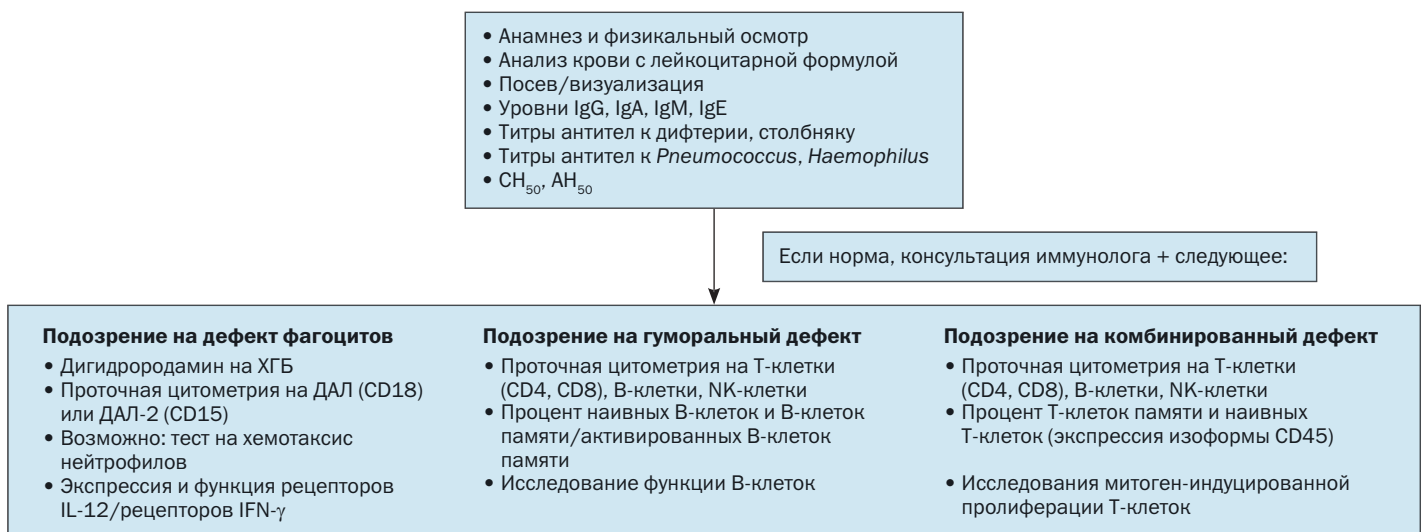 • Анамнез и физикальный осмотр
• Анализ крови с лейкоцитарной формулой
• Посев/визуализация
• Уровни IgG, IgA, IgM, IgE
• Титры антител к дифтерии, столбняку
• Титры антител к Pneumococcus, Haemophilus
• CH₅₀, AH₅₀
Если норма, консультация иммунолога + следующее:
Подозрение на дефект фагоцитов
• Дигидрородамин на ХГБ
• Проточная цитометрия на ДАЛ (CD18)
или ДАЛ-2 (CD15)
• Возможно: тест на хемотаксис
нейтрофилов
• Экспрессия и функция рецепторов
IL-12/рецепторов IFN-γ
Подозрение на гуморальный дефект
• Проточная цитометрия на Т-клетки
(CD4, CD8), В-клетки, NK-клетки
• Процент наивных В-клеток и В-клеток
памяти/активированных В-клеток
памяти
• Исследование функции В-клеток
Подозрение на комбинированный дефект
• Проточная цитометрия на Т-клетки
(CD4, CD8), В-клетки, NK-клетки
• Процент Т-клеток памяти и наивных
Т-клеток (экспрессия изоформы CD45)
• Исследования митоген-индуцированной
пролиферации Т-клеток